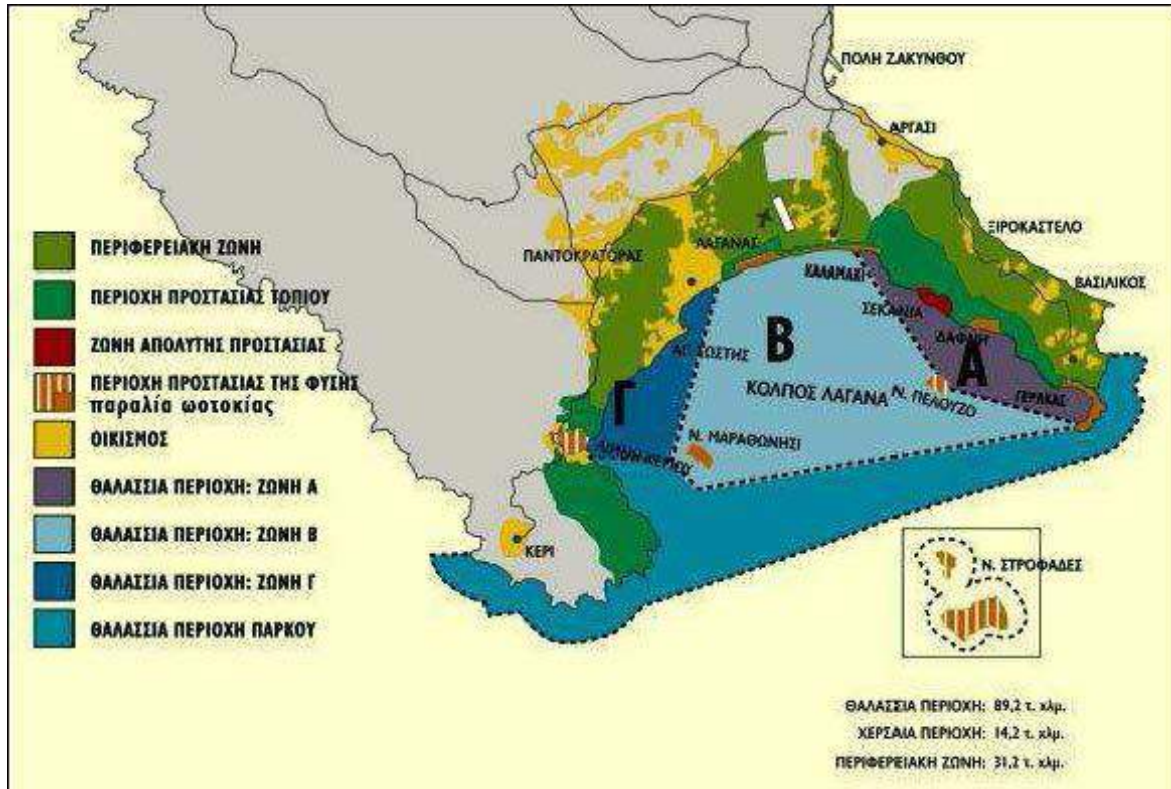 ΠΟΛΗ ΖΑΚΥΝΘΟΥ
ΑΡΓΑΣΙ
ΞΙΡΟΚΑΣΤΕΛΟ
ΒΑΣΙΛΙΚΟΣ
ΠΑΝΤΟΚΡΑΤΟΡΑΣ
ΛΑΓΑΝΑΣ
ΚΑΛΑΜΑΚΙ
ΣΕΚΑΝΙΑ
ΔΑΦΝΗ
ΓΕΡΑΚΑΣ
Α
Β
Γ
ΑΓ. ΣΩΣΤΗΣ
ΚΟΛΠΟΣ ΛΑΓΑΝΑ
Ν. ΠΕΛΟΥΖΟ
Ν. ΜΑΡΑΘΩΝΗΣΙ
ΚΕΡΙ
Ν. ΣΤΡΟΦΑΔΕΣ
ΠΕΡΙΦΕΡΕΙΑΚΗ ΖΩΝΗ
ΠΕΡΙΟΧΗ ΠΡΟΣΤΑΣΙΑΣ ΤΟΠΙΟΥ
ΖΩΝΗ ΑΠΟΛΥΤΗΣ ΠΡΟΣΤΑΣΙΑΣ
ΠΕΡΙΟΧΗ ΠΡΟΣΤΑΣΙΑΣ ΤΗΣ ΦΥΣΗΣ
παραλία ωοτοκίας
ΟΙΚΙΣΜΟΣ
ΘΑΛΑΣΣΙΑ ΠΕΡΙΟΧΗ: ΖΩΝΗ Α
ΘΑΛΑΣΣΙΑ ΠΕΡΙΟΧΗ: ΖΩΝΗ Β
ΘΑΛΑΣΣΙΑ ΠΕΡΙΟΧΗ: ΖΩΝΗ Γ
ΘΑΛΑΣΣΙΑ ΠΕΡΙΟΧΗ ΠΑΡΚΟΥ
ΘΑΛΑΣΣΙΑ ΠΕΡΙΟΧΗ: 89,2 τ. χλμ.
ΧΕΡΣΑΙΑ ΠΕΡΙΟΧΗ: 14,2 τ. χλμ.
ΠΕΡΙΦΕΡΕΙΑΚΗ ΖΩΝΗ: 31,2 τ. χλμ.